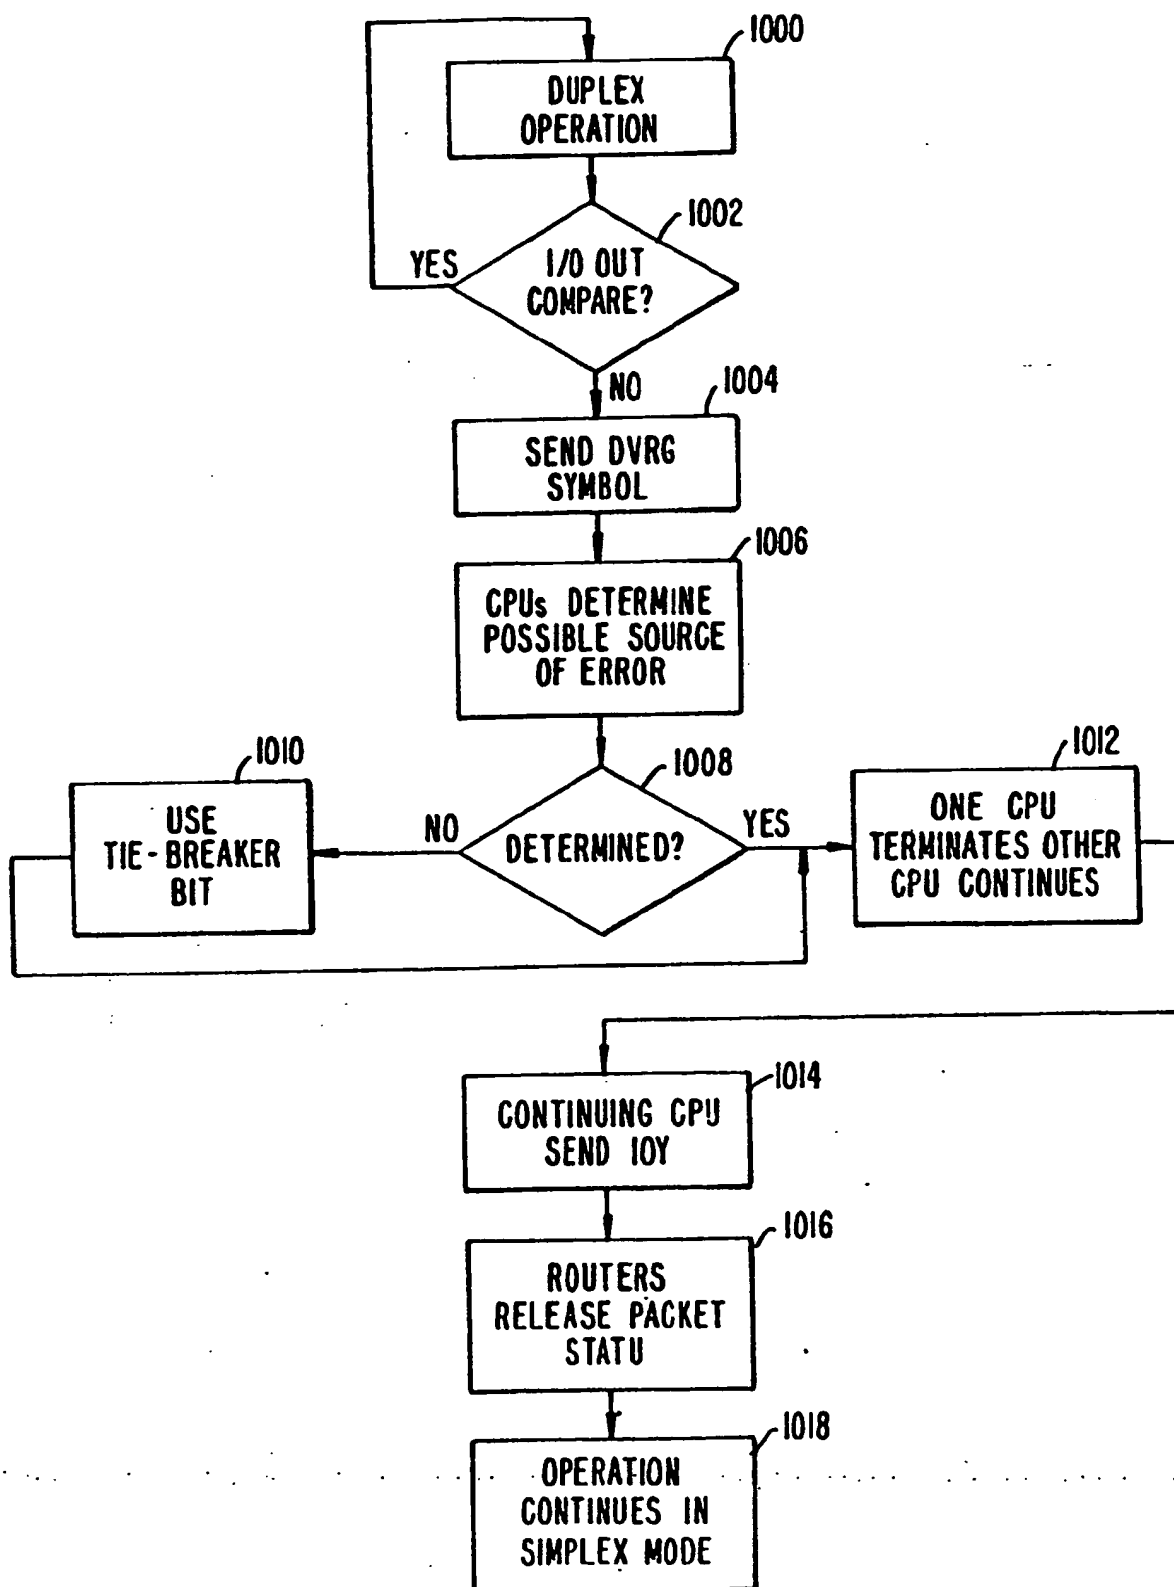 1000
DUPLEX
OPERATION
1002
YES
I/O OUT
COMPARE?
NO
1004
SEND DVRG
SYMBOL
1006
CPUs DETERMINE
POSSIBLE SOURCE
OF ERROR
1010
USE
TIE-BREAKER
BIT
1008
NO
DETERMINED?
YES
1012
ONE CPU
TERMINATES OTHER
CPU CONTINUES
1014
CONTINUING CPU
SEND IOY
1016
ROUTERS
RELEASE PACKET
STATU
1018
OPERATION
CONTINUES IN
SIMPLEX MODE